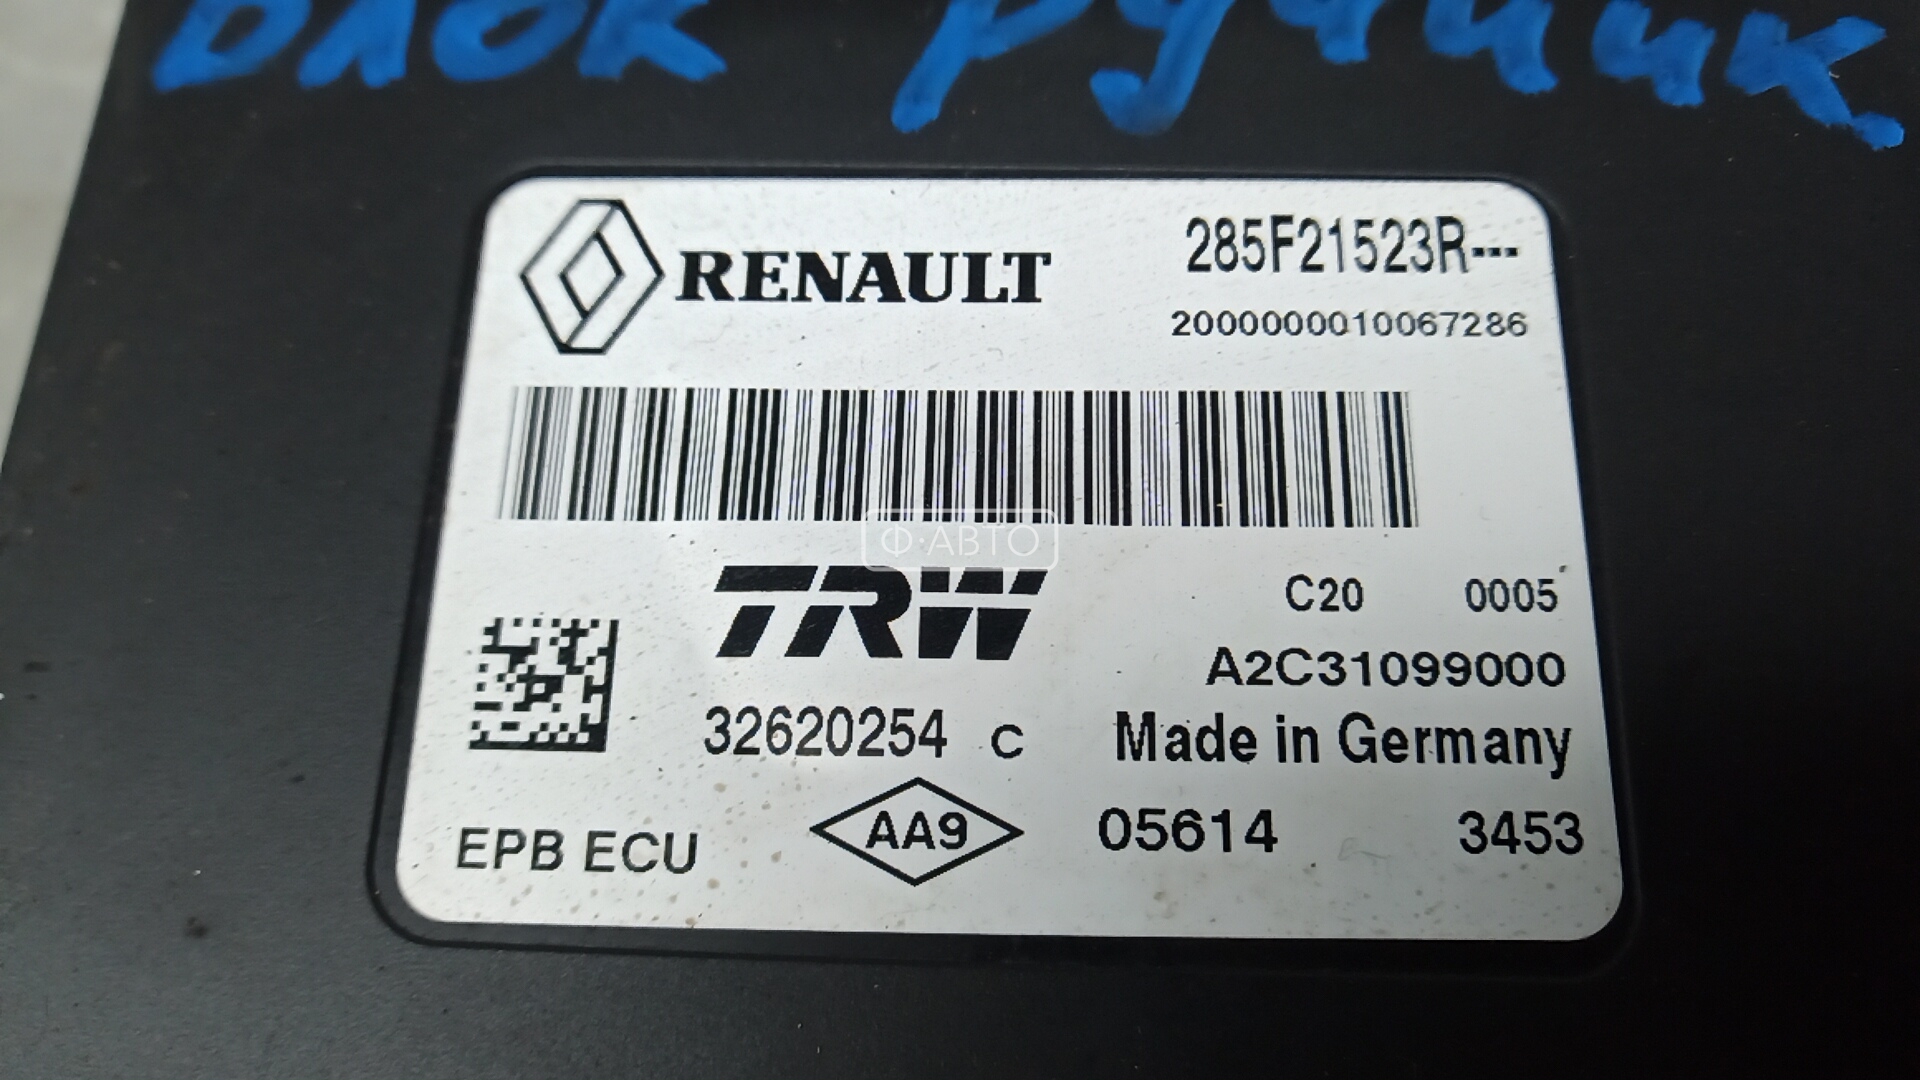 блок ручник
RENAULT
285F21523R---
2000000010067286
Ф·АВТО
TRW
C20 0005
A2C31099000
32620254 C
Made in Germany
EPB ECU
AA9
05614 3453